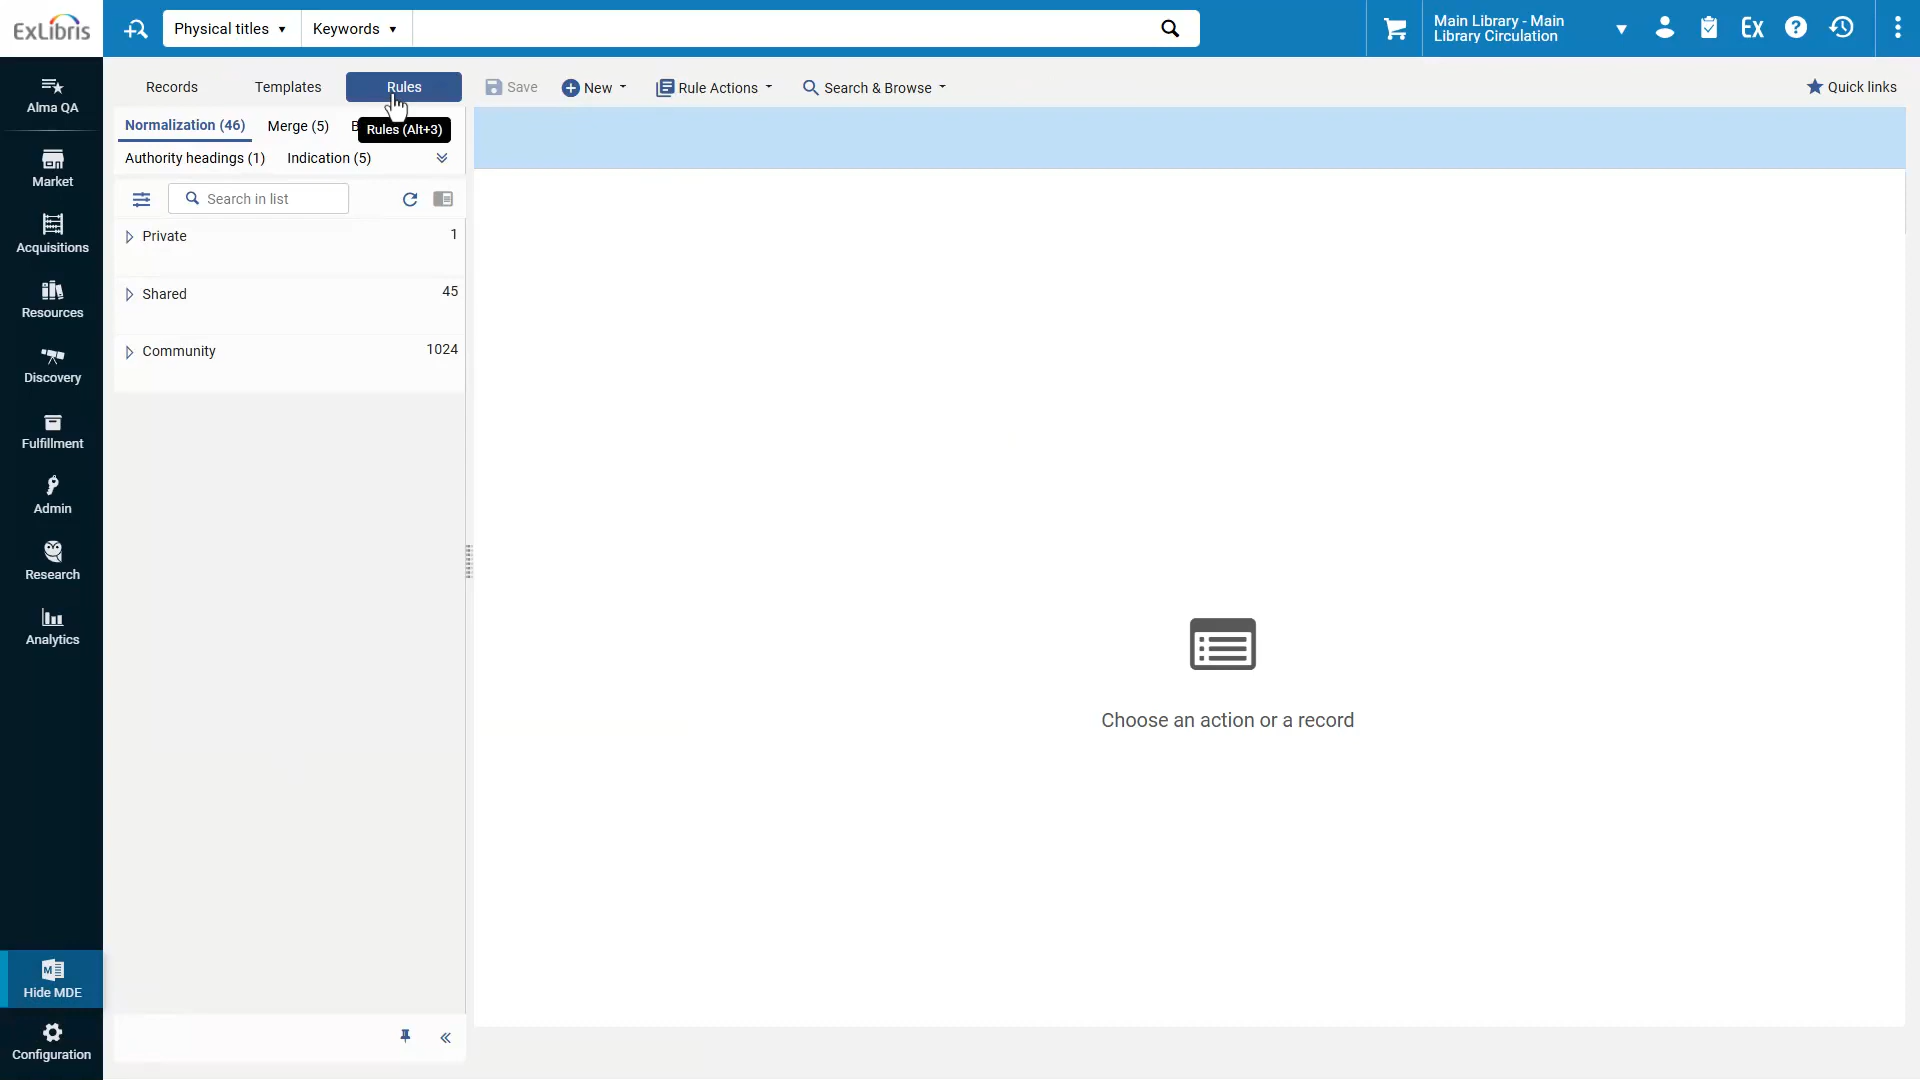 ExLibris
Physical titles
Keywords
Main Library - Main
Library Circulation
Ex
Alma QA
Market
Acquisitions
Resources
Discovery
Fulfillment
Admin
Research
Analytics
Hide MDE
Configuration
Records
Templates
Rules
Save
New
Rule Actions
Search & Browse
Quick links
Normalization (46)
Merge (5)
B
Rules (Alt+3)
Authority headings (1)
Indication (5)
Search in list
Private 1
Shared 45
Community 1024
Choose an action or a record